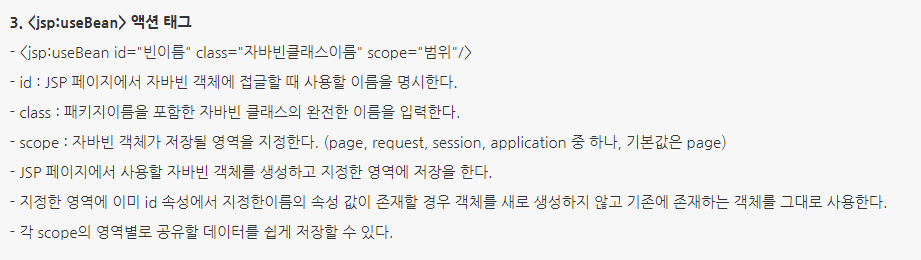 3. <jsp:useBean> 액션 태그
- <jsp:useBean id="빈이름" class="자바빈클래스이름" scope="범위"/>
- id : JSP 페이지에서 자바빈 객체에 접글할 때 사용할 이름을 명시한다.
- class : 패키지이름을 포함한 자바빈 클래스의 완전한 이름을 입력한다.
- scope : 자바빈 객체가 저장될 영역을 지정한다. (page, request, session, application 중 하나, 기본값은 page)
- JSP 페이지에서 사용할 자바빈 객체를 생성하고 지정한 영역에 저장을 한다.
- 지정한 영역에 이미 id 속성에서 지정한이름의 속성 값이 존재할 경우 객체를 새로 생성하지 않고 기존에 존재하는 객체를 그대로 사용한다.
- 각 scope의 영역별로 공유할 데이터를 쉽게 저장할 수 있다.